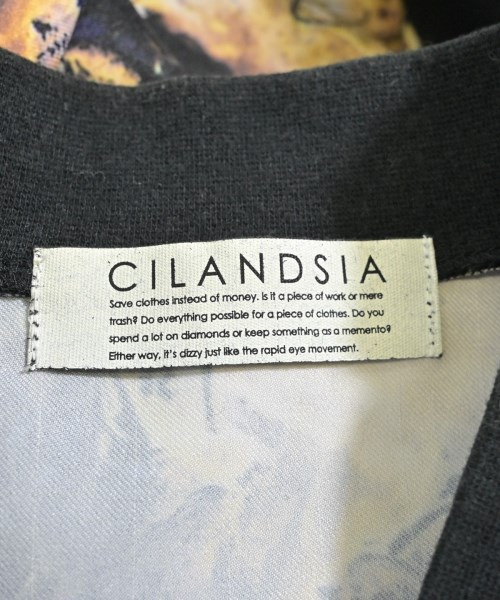 CILANDSIA
Save clothes instead of money. Is it a piece of work or mere
trash? Do everything possible for a piece of clothes. Do you
spend a lot on diamonds or keep something as a memento?
Either way, it's dizzy just like the rapid eye movement.